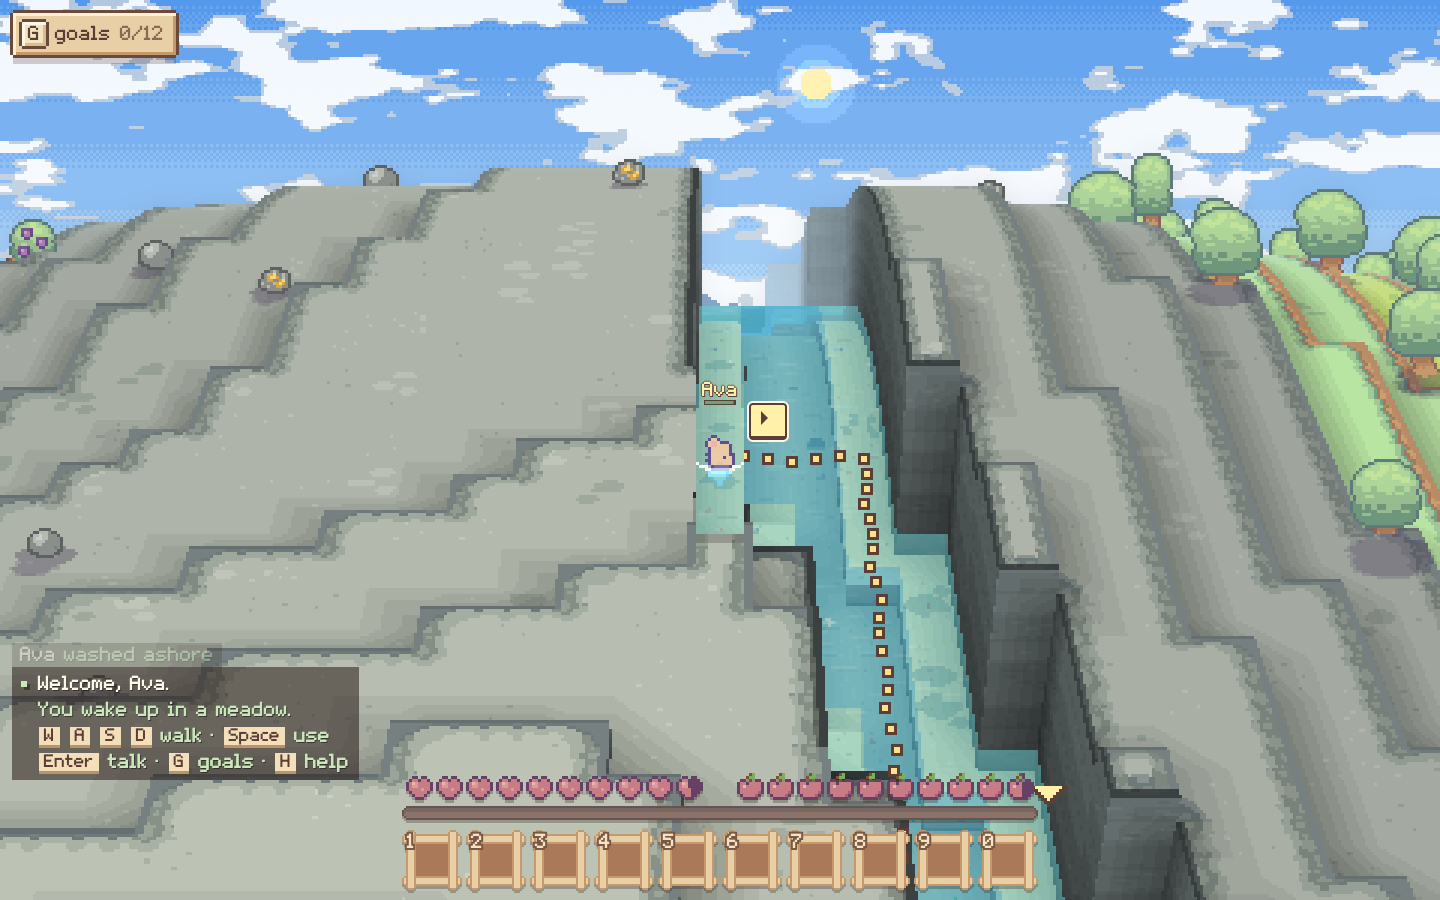 G goals 0/12
Ava
Ava washed ashore
Welcome, Ava.
You wake up in a meadow.
W A S D walk · Space use
Enter talk · G goals · H help
1 2 3 4 5 6 7 8 9 0